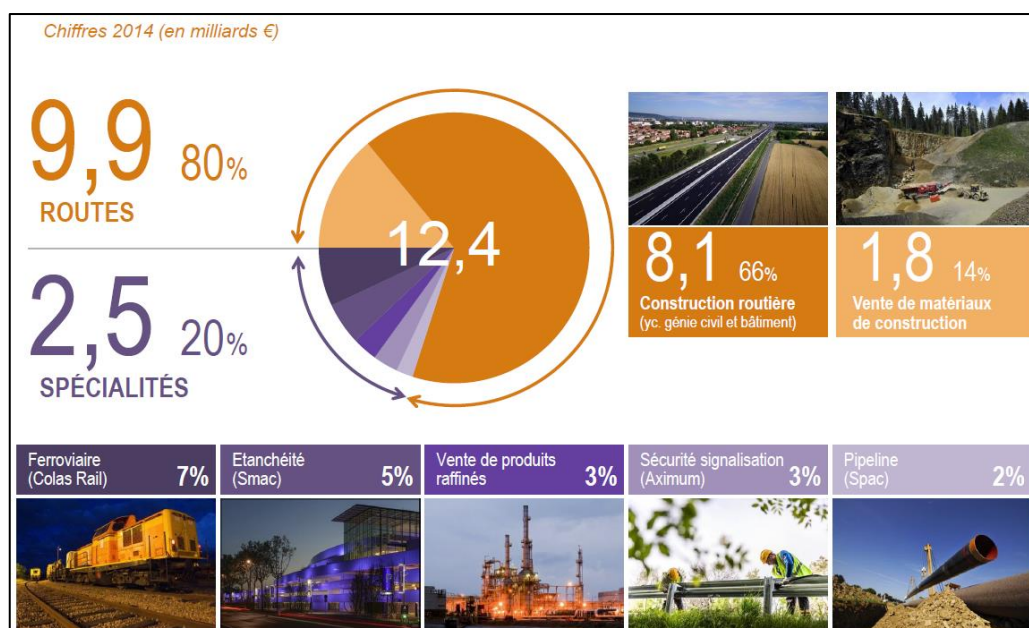 Chiffres 2014 (en milliards €)
9,9 80%
ROUTES
2,5 20%
SPÉCIALITÉS
12,4
8,1 66%
Construction routière
(yc. génie civil et bâtiment)
1,8 14%
Vente de matériaux
de construction
Ferroviaire
(Colas Rail) 7%
Etanchéité
(Smac) 5%
Vente de produits
raffinés 3%
Sécurité signalisation
(Aximum) 3%
Pipeline
(Spac) 2%